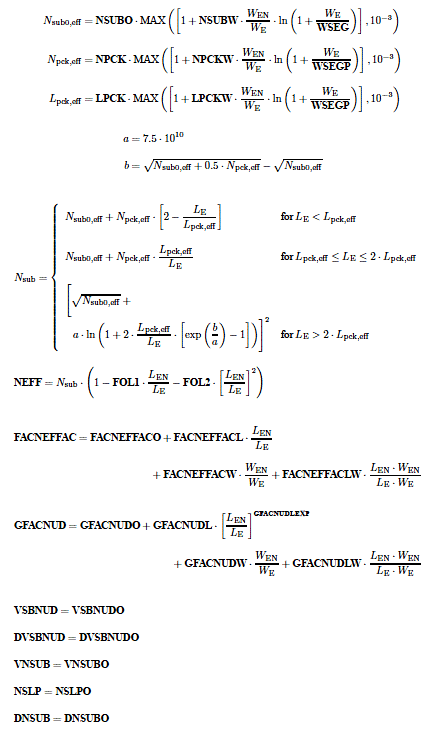 N_sub0,eff = NSUBO · MAX ( [ 1 + NSUBW · W_EN / W_E · ln ( 1 + W_E / WSEG ) ] , 10^−3 )
N_pck,eff = NPCK · MAX ( [ 1 + NPCKW · W_EN / W_E · ln ( 1 + W_E / WSEGP ) ] , 10^−3 )
L_pck,eff = LPCK · MAX ( [ 1 + LPCKW · W_EN / W_E · ln ( 1 + W_E / WSEGP ) ] , 10^−3 )
a = 7.5 · 10^10
b = √(N_sub0,eff + 0.5 · N_pck,eff) − √(N_sub0,eff)
N_sub = {
N_sub0,eff + N_pck,eff · [ 2 − L_E / L_pck,eff ] for L_E < L_pck,eff
N_sub0,eff + N_pck,eff · L_pck,eff / L_E for L_pck,eff ≤ L_E ≤ 2 · L_pck,eff
[ √(N_sub0,eff) +
a · ln ( 1 + 2 · L_pck,eff / L_E · [ exp ( b / a ) − 1 ] ) ]^2 for L_E > 2 · L_pck,eff
NEFF = N_sub · ( 1 − FOL1 · L_EN / L_E − FOL2 · [ L_EN / L_E ]^2 )
FACNEFFAC = FACNEFFACO + FACNEFFACL · L_EN / L_E
+ FACNEFFACW · W_EN / W_E + FACNEFFACLW · L_EN · W_EN / L_E · W_E
GFACNUD = GFACNUDO + GFACNUDL · [ L_EN / L_E ]^GFACNUDLEXP
+ GFACNUDW · W_EN / W_E + GFACNUDLW · L_EN · W_EN / L_E · W_E
VSBNUD = VSBNUDO
DVSBNUD = DVSBNUDO
VNSUB = VNSUBO
NSLP = NSLPO
DNSUB = DNSUBO